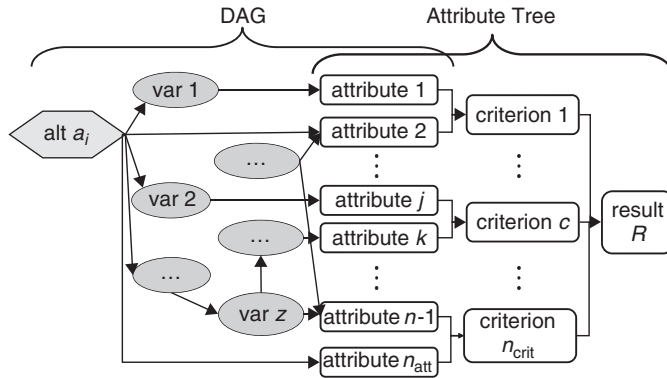 DAG
Attribute Tree
var 1
attribute 1
alt a_i
attribute 2
criterion 1
...
⋮
⋮
var 2
attribute j
...
attribute k
criterion c
result
R
...
⋮
⋮
var z
attribute n-1
criterion
n_crit
attribute n_att